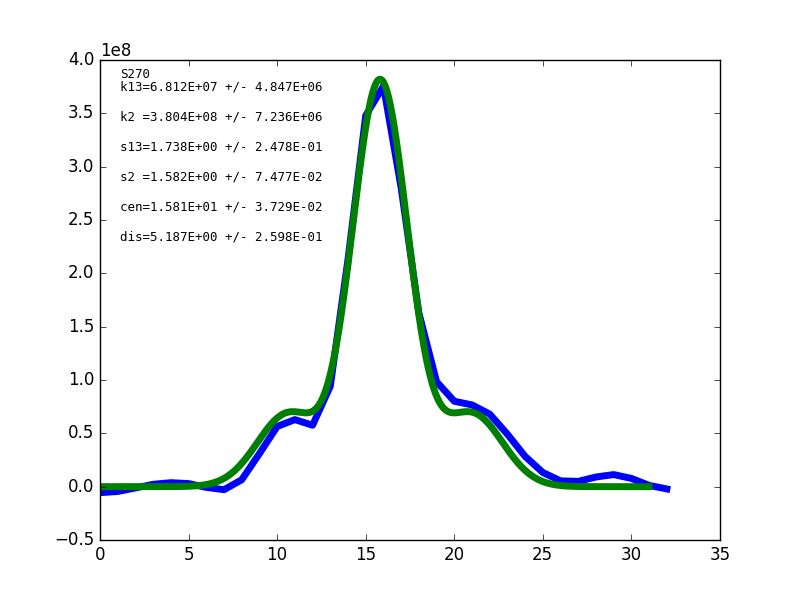 1e8
S270
k13=6.812E+07 +/- 4.847E+06
k2 =3.804E+08 +/- 7.236E+06
s13=1.738E+00 +/- 2.478E-01
s2 =1.582E+00 +/- 7.477E-02
cen=1.581E+01 +/- 3.729E-02
dis=5.187E+00 +/- 2.598E-01
4.0
3.5
3.0
2.5
2.0
1.5
1.0
0.5
0.0
−0.5
0 5 10 15 20 25 30 35